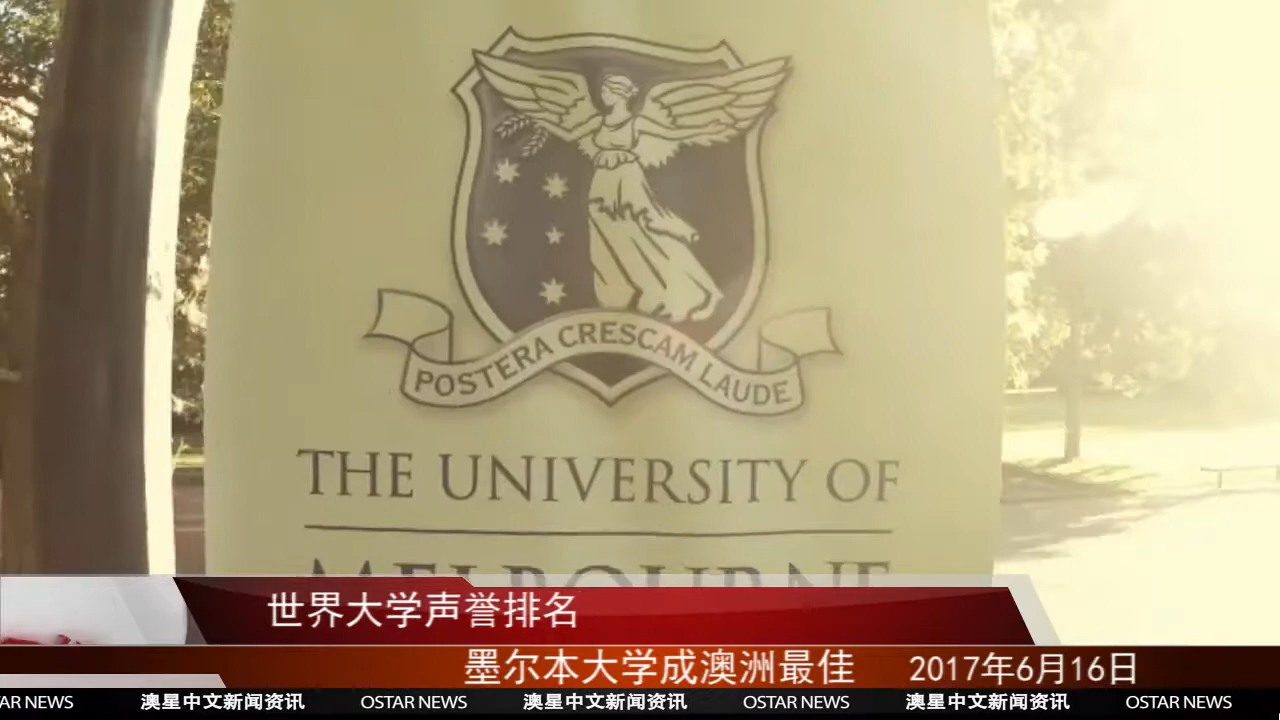 POSTERA CRESCAM LAUDE
THE UNIVERSITY OF
MELBOURNE
世界大学声誉排名
墨尔本大学成澳洲最佳 2017年6月16日
AR NEWS 澳星中文新闻资讯 OSTAR NEWS 澳星中文新闻资讯 OSTAR NEWS 澳星中文新闻资讯 OSTAR NEWS